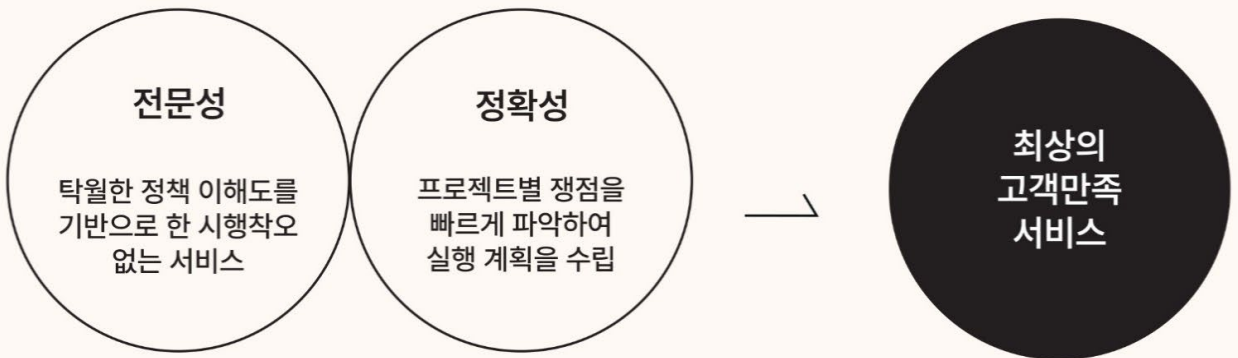 전문성
탁월한 정책 이해도를
기반으로 한 시행착오
없는 서비스
정확성
프로젝트별 쟁점을
빠르게 파악하여
실행 계획을 수립
최상의
고객만족
서비스